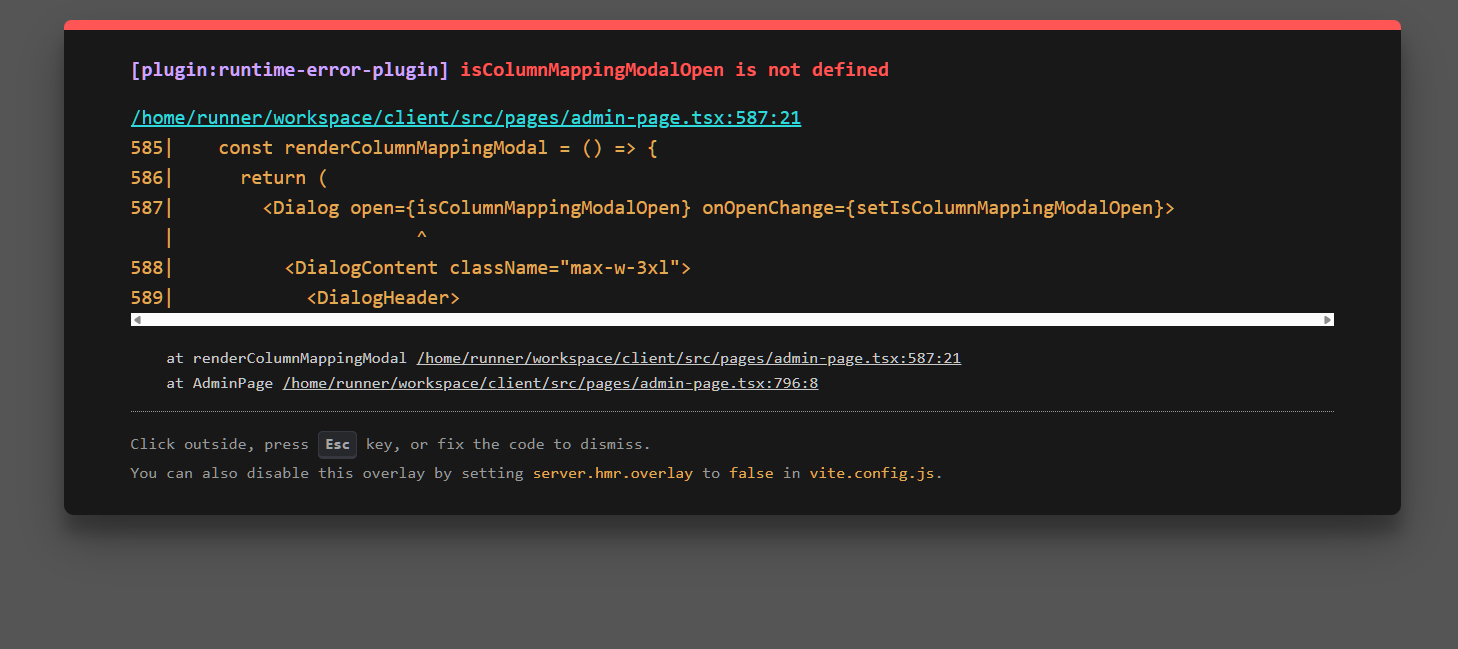 [plugin:runtime-error-plugin] isColumnMappingModalOpen is not defined
/home/runner/workspace/client/src/pages/admin-page.tsx:587:21
585|    const renderColumnMappingModal = () => {
586|      return (
587|        <Dialog open={isColumnMappingModalOpen} onOpenChange={setIsColumnMappingModalOpen}>
   |                      ^
588|          <DialogContent className="max-w-3xl">
589|            <DialogHeader>
at renderColumnMappingModal /home/runner/workspace/client/src/pages/admin-page.tsx:587:21
at AdminPage /home/runner/workspace/client/src/pages/admin-page.tsx:796:8
Click outside, press Esc key, or fix the code to dismiss.
You can also disable this overlay by setting server.hmr.overlay to false in vite.config.js.